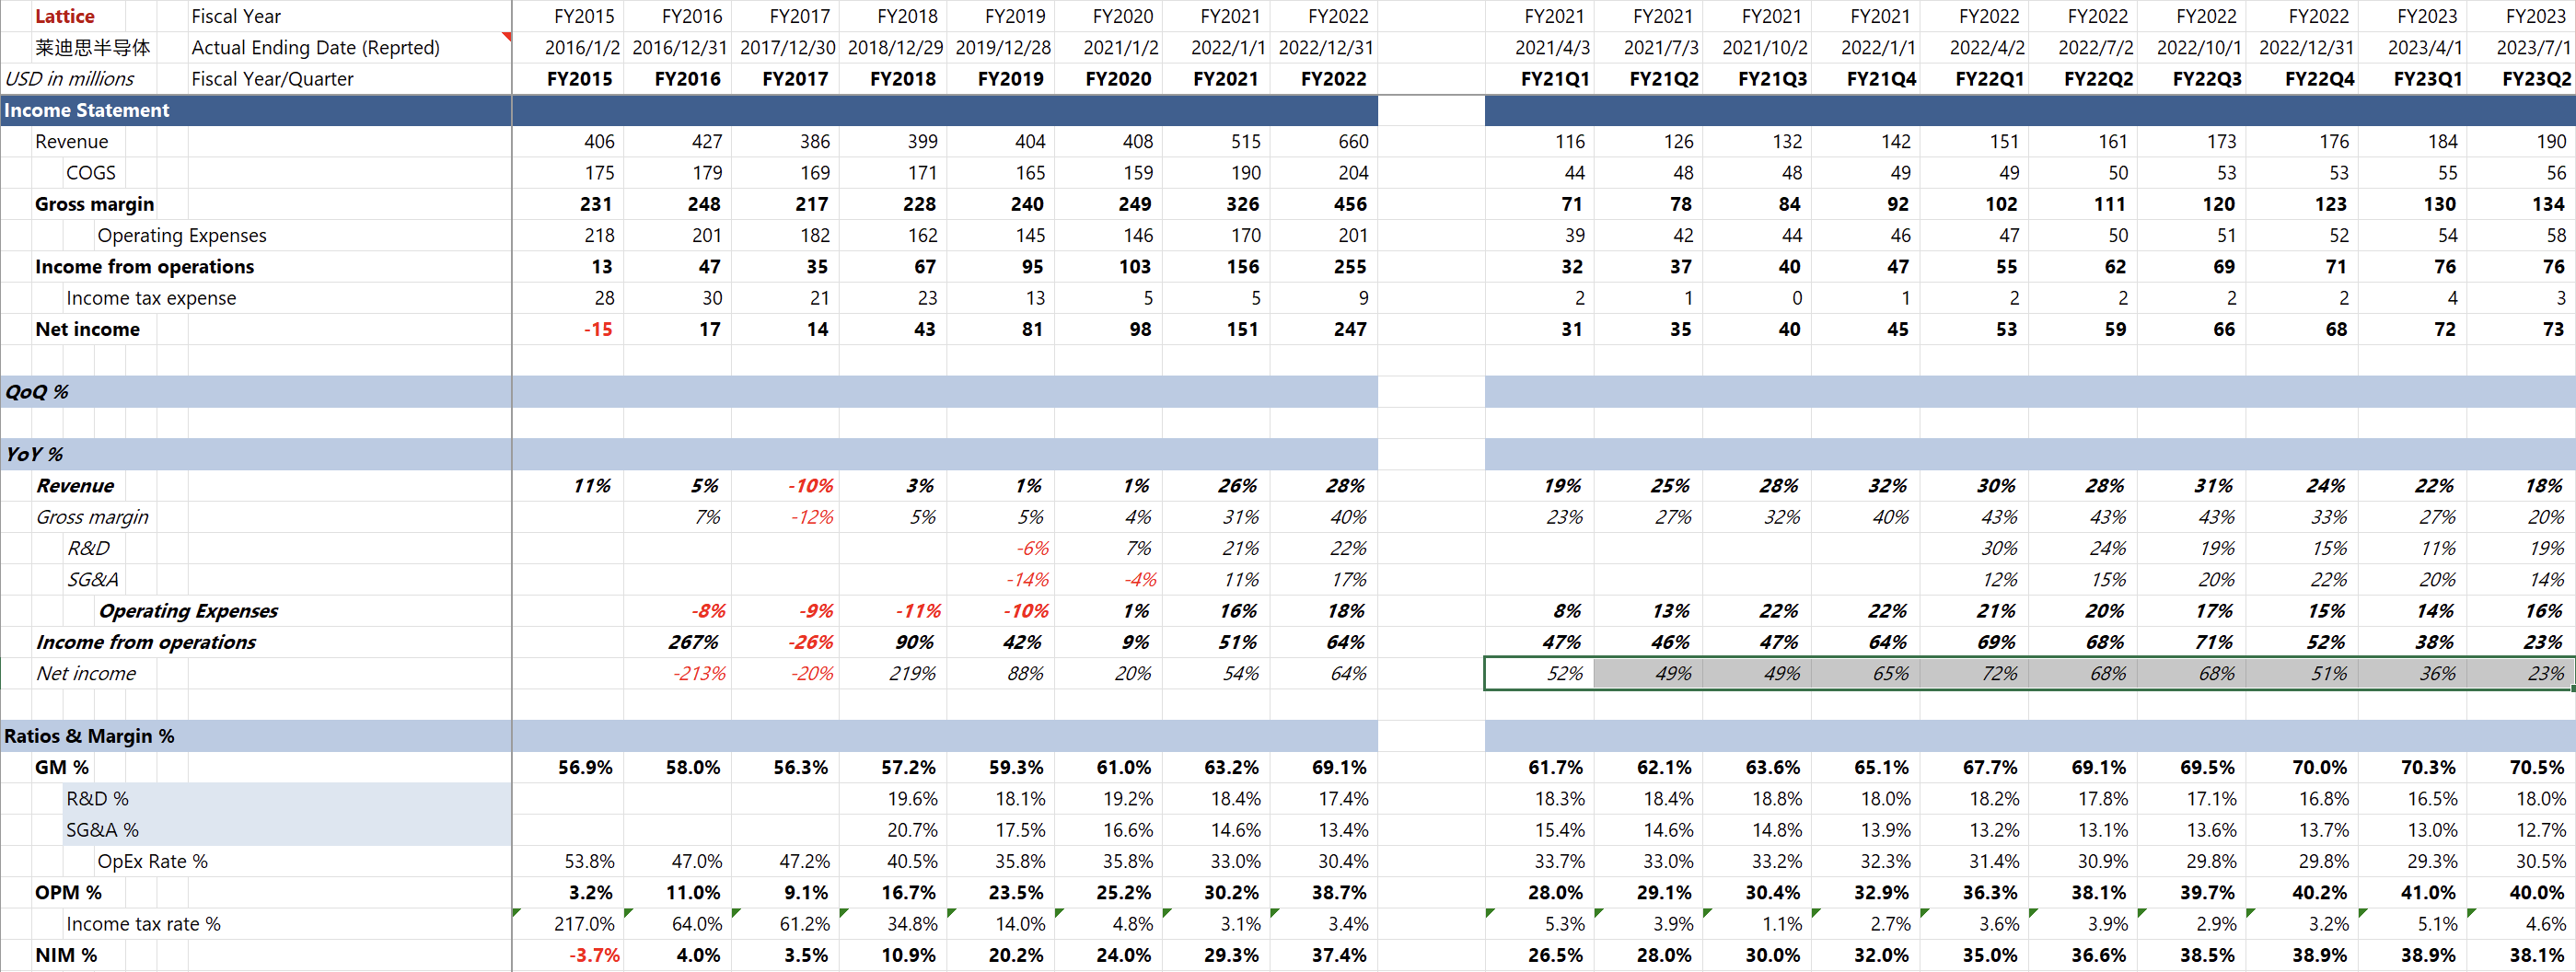 Lattice Fiscal Year FY2015 FY2016 FY2017 FY2018 FY2019 FY2020 FY2021 FY2022 FY2021 FY2021 FY2021 FY2021 FY2022 FY2022 FY2022 FY2022 FY2023 FY2023
莱迪思半导体 Actual Ending Date (Reprted) 2016/1/2 2016/12/31 2017/12/30 2018/12/29 2019/12/28 2021/1/2 2022/1/1 2022/12/31 2021/4/3 2021/7/3 2021/10/2 2022/1/1 2022/4/2 2022/7/2 2022/10/1 2022/12/31 2023/4/1 2023/7/1
USD in millions Fiscal Year/Quarter FY2015 FY2016 FY2017 FY2018 FY2019 FY2020 FY2021 FY2022 FY21Q1 FY21Q2 FY21Q3 FY21Q4 FY22Q1 FY22Q2 FY22Q3 FY22Q4 FY23Q1 FY23Q2
Income Statement
Revenue 406 427 386 399 404 408 515 660 116 126 132 142 151 161 173 176 184 190
COGS 175 179 169 171 165 159 190 204 44 48 48 49 49 50 53 53 55 56
Gross margin 231 248 217 228 240 249 326 456 71 78 84 92 102 111 120 123 130 134
Operating Expenses 218 201 182 162 145 146 170 201 39 42 44 46 47 50 51 52 54 58
Income from operations 13 47 35 67 95 103 156 255 32 37 40 47 55 62 69 71 76 76
Income tax expense 28 30 21 23 13 5 5 9 2 1 0 1 2 2 2 2 4 3
Net income -15 17 14 43 81 98 151 247 31 35 40 45 53 59 66 68 72 73
QoQ %
YoY %
Revenue 11% 5% -10% 3% 1% 1% 26% 28% 19% 25% 28% 32% 30% 28% 31% 24% 22% 18%
Gross margin 7% -12% 5% 5% 4% 31% 40% 23% 27% 32% 40% 43% 43% 43% 33% 27% 20%
R&D -6% 7% 21% 22% 30% 24% 19% 15% 11% 19%
SG&A -14% -4% 11% 17% 12% 15% 20% 22% 20% 14%
Operating Expenses -8% -9% -11% -10% 1% 16% 18% 8% 13% 22% 22% 21% 20% 17% 15% 14% 16%
Income from operations 267% -26% 90% 42% 9% 51% 64% 47% 46% 47% 64% 69% 68% 71% 52% 38% 23%
Net income -213% -20% 219% 88% 20% 54% 64% 52% 49% 49% 65% 72% 68% 68% 51% 36% 23%
Ratios & Margin %
GM % 56.9% 58.0% 56.3% 57.2% 59.3% 61.0% 63.2% 69.1% 61.7% 62.1% 63.6% 65.1% 67.7% 69.1% 69.5% 70.0% 70.3% 70.5%
R&D % 19.6% 18.1% 19.2% 18.4% 17.4% 18.3% 18.4% 18.8% 18.0% 18.2% 17.8% 17.1% 16.8% 16.5% 18.0%
SG&A % 20.7% 17.5% 16.6% 14.6% 13.4% 15.4% 14.6% 14.8% 13.9% 13.2% 13.1% 13.6% 13.7% 13.0% 12.7%
OpEx Rate % 53.8% 47.0% 47.2% 40.5% 35.8% 35.8% 33.0% 30.4% 33.7% 33.0% 33.2% 32.3% 31.4% 30.9% 29.8% 29.8% 29.3% 30.5%
OPM % 3.2% 11.0% 9.1% 16.7% 23.5% 25.2% 30.2% 38.7% 28.0% 29.1% 30.4% 32.9% 36.3% 38.1% 39.7% 40.2% 41.0% 40.0%
Income tax rate % 217.0% 64.0% 61.2% 34.8% 14.0% 4.8% 3.1% 3.4% 5.3% 3.9% 1.1% 2.7% 3.6% 3.9% 2.9% 3.2% 5.1% 4.6%
NIM % -3.7% 4.0% 3.5% 10.9% 20.2% 24.0% 29.3% 37.4% 26.5% 28.0% 30.0% 32.0% 35.0% 36.6% 38.5% 38.9% 38.9% 38.1%